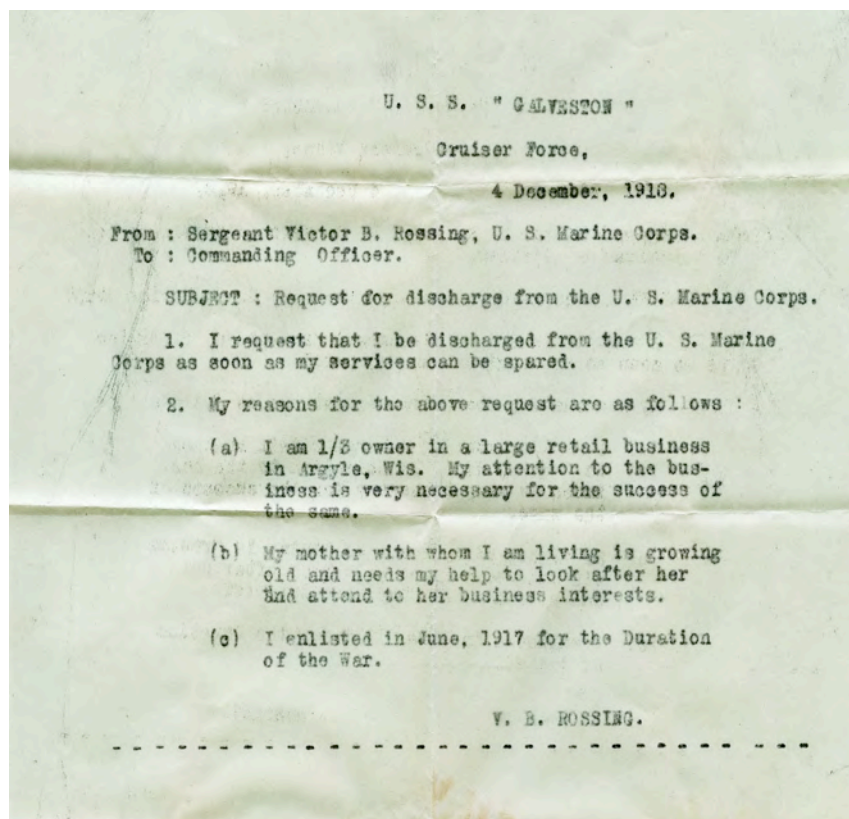 U. S. S. " GALVESTON "
Cruiser Force,
4 December, 1918.
From : Sergeant Victor B. Rossing, U. S. Marine Corps.
To : Commanding Officer.
SUBJECT : Request for discharge from the U. S. Marine Corps.
1. I request that I be discharged from the U. S. Marine
Corps as soon as my services can be spared.
2. My reasons for the above request are as follows :
(a) I am 1/3 owner in a large retail business
in Argyle, Wis. My attention to the bus-
iness is very necessary for the success of
the same.
(b) My mother with whom I am living is growing
old and needs my help to look after her
and attend to her business interests.
(c) I enlisted in June, 1917 for the Duration
of the War.
V. B. ROSSING.